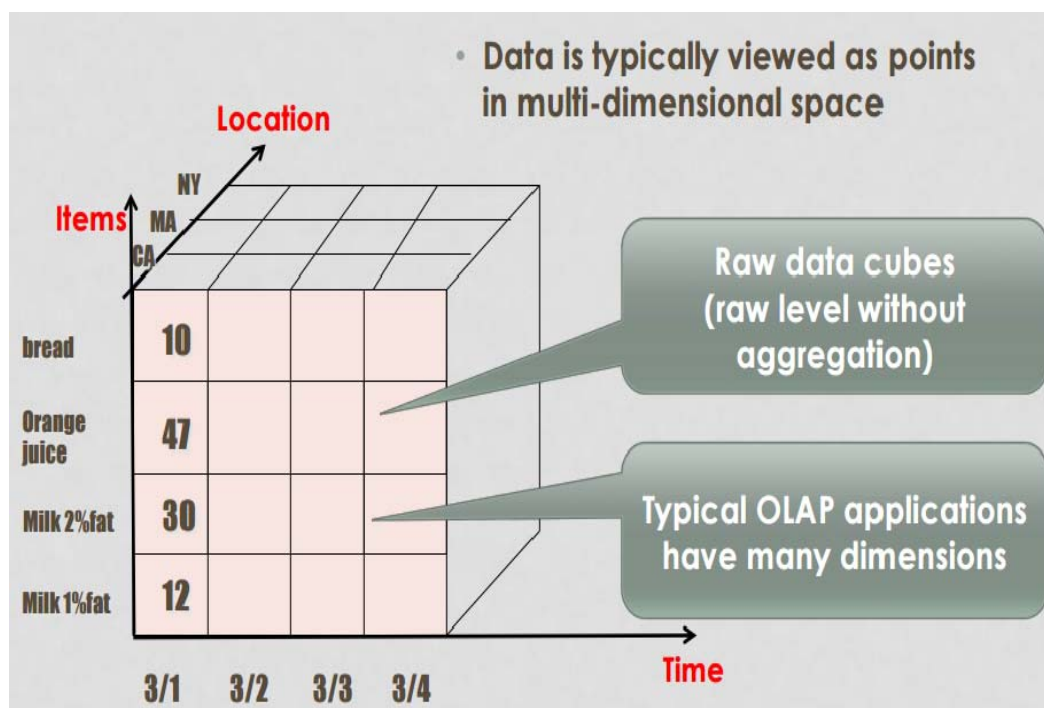 • Data is typically viewed as points
in multi-dimensional space
Location
NY
Items
MA
CA
Raw data cubes
(raw level without
aggregation)
bread
10
Orange
juice
47
Milk 2%fat
30
Typical OLAP applications
have many dimensions
Milk 1%fat
12
Time
3/1 3/2 3/3 3/4